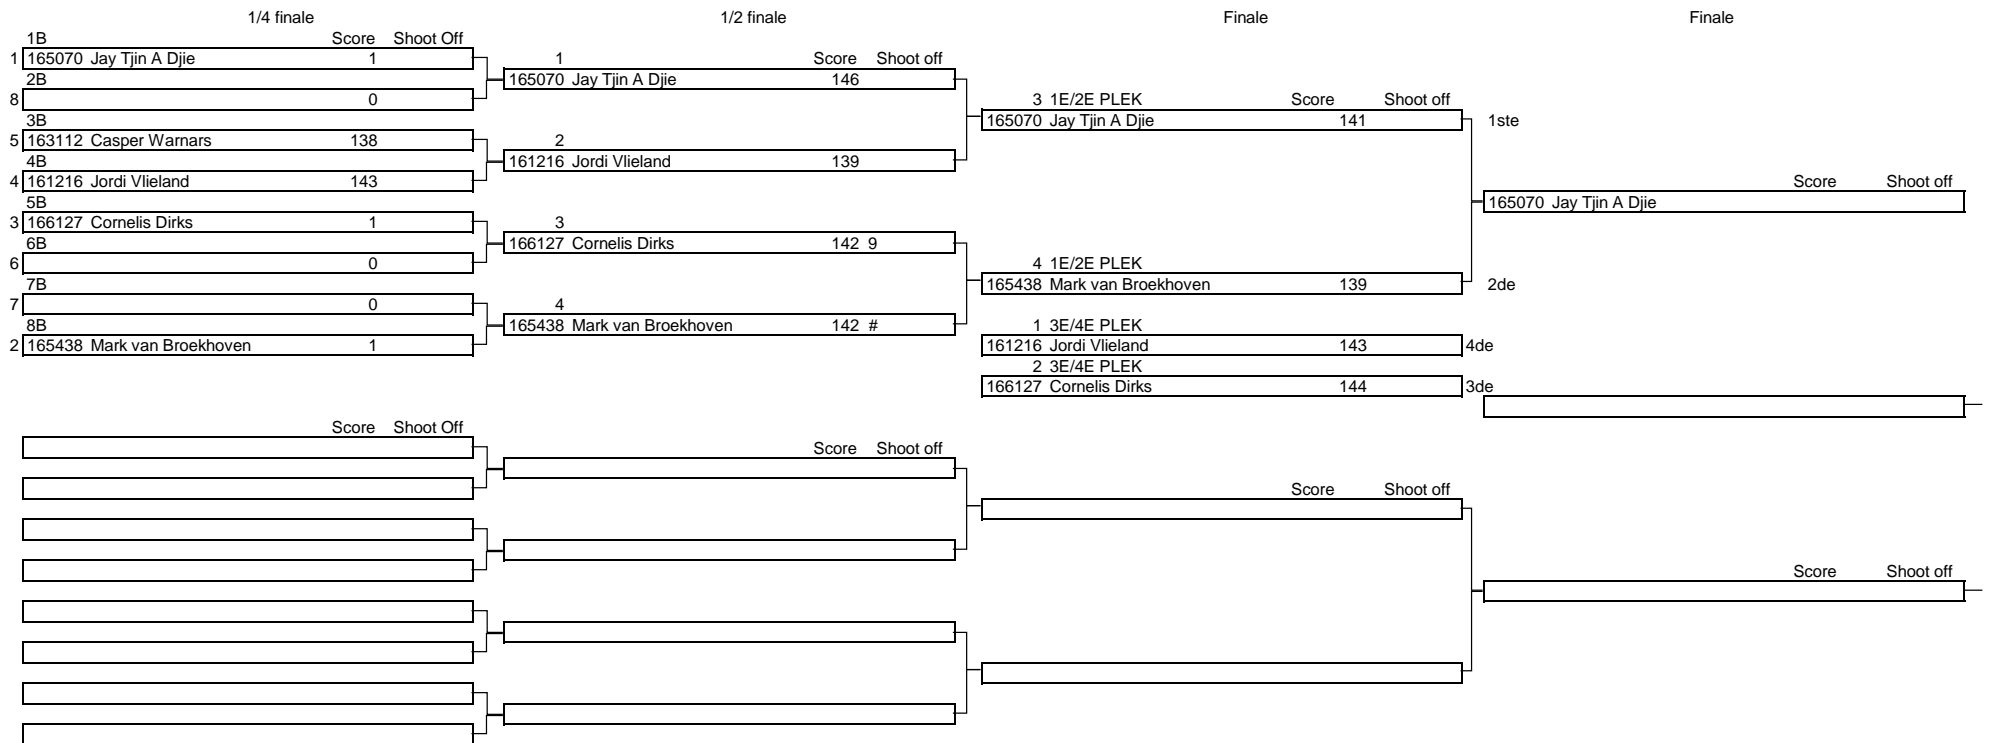 1/4 finale 1/2 finale Finale Finale
1B Score Shoot Off
1 165070 Jay Tjin A Djie 1
1 Score Shoot off
2B
165070 Jay Tjin A Djie 146
8 0
3 1E/2E PLEK Score Shoot off
3B
165070 Jay Tjin A Djie 141 1ste
5 163112 Casper Warnars 138
2
4B
161216 Jordi Vlieland 139
4 161216 Jordi Vlieland 143
Score Shoot off
5B
165070 Jay Tjin A Djie
3 166127 Cornelis Dirks 1
3
6B
166127 Cornelis Dirks 142 9
6 0
4 1E/2E PLEK
7B
165438 Mark van Broekhoven 139 2de
7 0
4
8B
165438 Mark van Broekhoven 142 #
1 3E/4E PLEK
2 165438 Mark van Broekhoven 1
161216 Jordi Vlieland 143 4de
2 3E/4E PLEK
166127 Cornelis Dirks 144 3de
Score Shoot Off
Score Shoot off
Score Shoot off
Score Shoot off